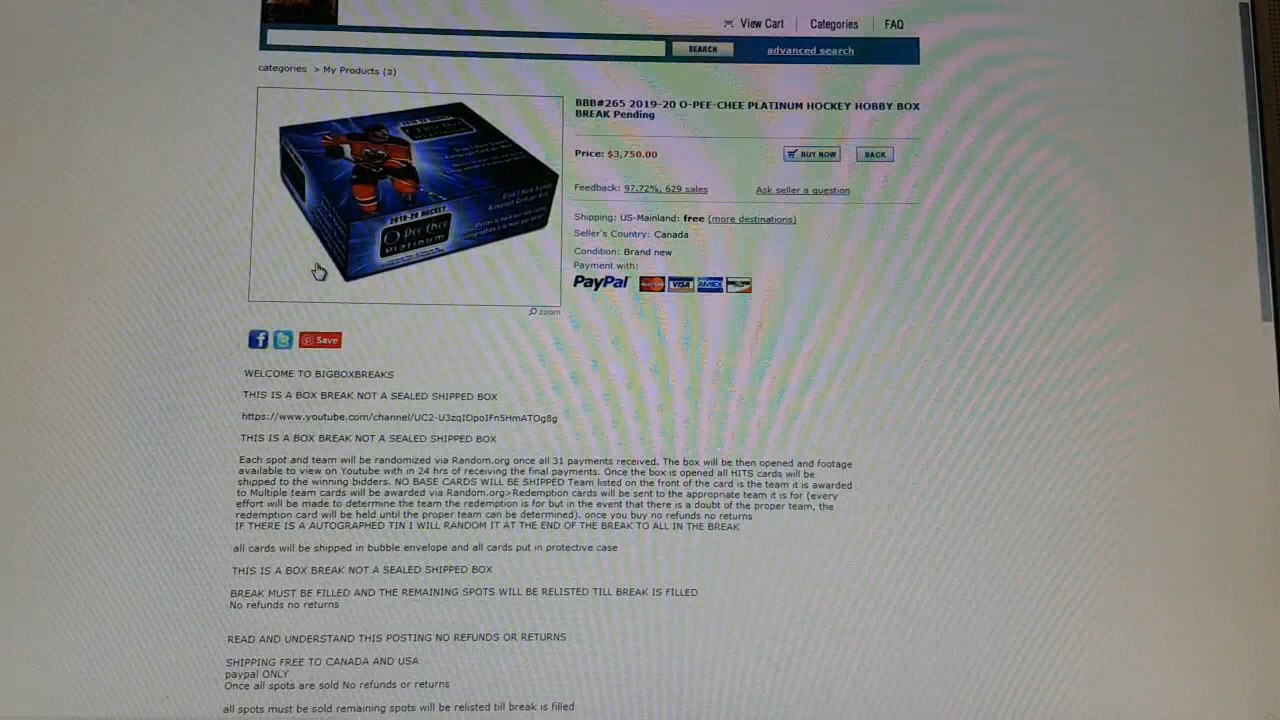 View Cart
Categories
FAQ
SEARCH
advanced search
categories > My Products (3)
BBB#265 2019-20 O-PEE-CHEE PLATINUM HOCKEY HOBBY BOX
BREAK Pending
Price: $3,750.00
BUY NOW
BACK
Feedback: 97.72%, 629 sales
Ask seller a question
Shipping: US-Mainland: free (more destinations)
Seller's Country: Canada
Condition: Brand new
Payment with:
PayPal
VISA
AMEX
2019-20 HOCKEY
O Pee Chee
Platinum
zoom
Save
WELCOME TO BIGBOXBREAKS
THIS IS A BOX BREAK NOT A SEALED SHIPPED BOX
https://www.youtube.com/channel/UC2-U3zqIDpoIFnSHmATOg8g
THIS IS A BOX BREAK NOT A SEALED SHIPPED BOX
Each spot and team will be randomized via Random.org once all 31 payments received. The box will be then opened and footage
available to view on Youtube with in 24 hrs of receiving the final payments. Once the box is opened all HITS cards will be
shipped to the winning bidders. NO BASE CARDS WILL BE SHIPPED Team listed on the front of the card is the team it is awarded
to Multiple team cards will be awarded via Random.org>Redemption cards will be sent to the appropriate team it is for (every
effort will be made to determine the team the redemption is for but in the event that there is a doubt of the proper team, the
redemption card will be held until the proper team can be determined). once you buy no refunds no returns
IF THERE IS A AUTOGRAPHED TIN I WILL RANDOM IT AT THE END OF THE BREAK TO ALL IN THE BREAK
all cards will be shipped in bubble envelope and all cards put in protective case
THIS IS A BOX BREAK NOT A SEALED SHIPPED BOX
BREAK MUST BE FILLED AND THE REMAINING SPOTS WILL BE RELISTED TILL BREAK IS FILLED
No refunds no returns
READ AND UNDERSTAND THIS POSTING NO REFUNDS OR RETURNS
SHIPPING FREE TO CANADA AND USA
paypal ONLY
Once all spots are sold No refunds or returns
all spots must be sold remaining spots will be relisted till break is filled